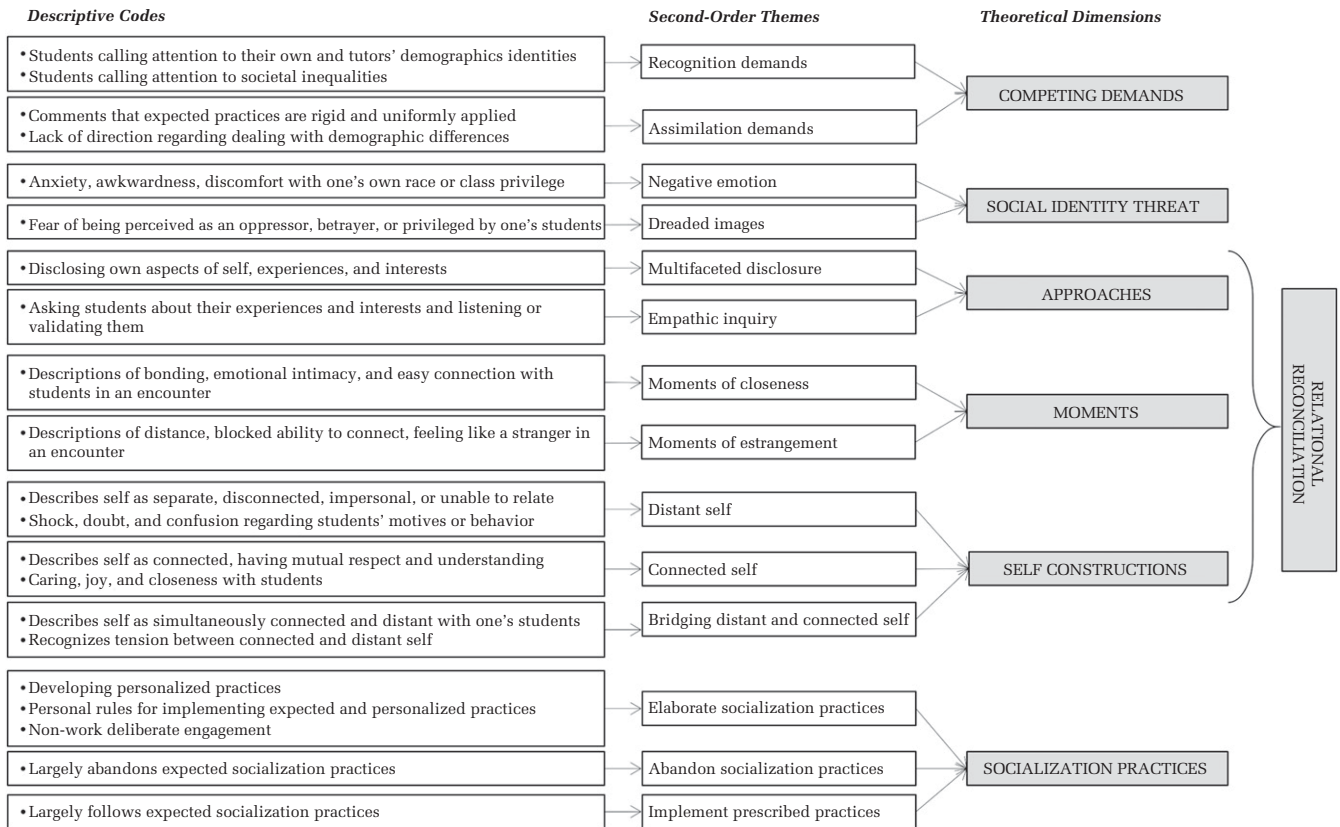 Descriptive Codes
Second-Order Themes
Theoretical Dimensions
•Students calling attention to their own and tutors’ demographics identities
•Students calling attention to societal inequalities
Recognition demands
•Comments that expected practices are rigid and uniformly applied
•Lack of direction regarding dealing with demographic differences
Assimilation demands
COMPETING DEMANDS
•Anxiety, awkwardness, discomfort with one’s own race or class privilege
Negative emotion
•Fear of being perceived as an oppressor, betrayer, or privileged by one’s students
Dreaded images
SOCIAL IDENTITY THREAT
•Disclosing own aspects of self, experiences, and interests
Multifaceted disclosure
•Asking students about their experiences and interests and listening or
validating them
Empathic inquiry
APPROACHES
•Descriptions of bonding, emotional intimacy, and easy connection with
students in an encounter
Moments of closeness
•Descriptions of distance, blocked ability to connect, feeling like a stranger in
an encounter
Moments of estrangement
MOMENTS
•Describes self as separate, disconnected, impersonal, or unable to relate
•Shock, doubt, and confusion regarding students’ motives or behavior
Distant self
•Describes self as connected, having mutual respect and understanding
•Caring, joy, and closeness with students
Connected self
•Describes self as simultaneously connected and distant with one’s students
•Recognizes tension between connected and distant self
Bridging distant and connected self
SELF CONSTRUCTIONS
RELATIONAL
RECONCILIATION
•Developing personalized practices
•Personal rules for implementing expected and personalized practices
•Non-work deliberate engagement
Elaborate socialization practices
•Largely abandons expected socialization practices
Abandon socialization practices
•Largely follows expected socialization practices
Implement prescribed practices
SOCIALIZATION PRACTICES